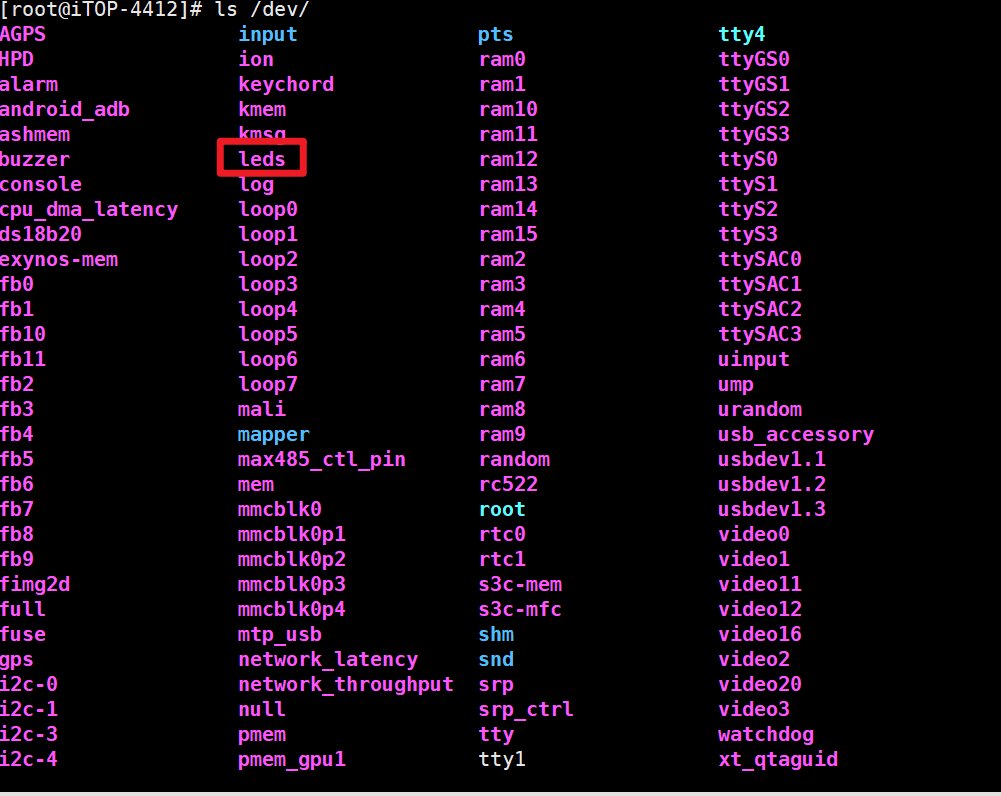 [root@iTOP-4412]# ls /dev/
AGPS input pts tty4
HPD ion ram0 ttyGS0
alarm keychord ram1 ttyGS1
android_adb kmem ram10 ttyGS2
ashmem kmsg ram11 ttyGS3
buzzer leds ram12 ttyS0
console log ram13 ttyS1
cpu_dma_latency loop0 ram14 ttyS2
ds18b20 loop1 ram15 ttyS3
exynos-mem loop2 ram2 ttySAC0
fb0 loop3 ram3 ttySAC1
fb1 loop4 ram4 ttySAC2
fb10 loop5 ram5 ttySAC3
fb11 loop6 ram6 uinput
fb2 loop7 ram7 ump
fb3 mali ram8 urandom
fb4 mapper ram9 usb_accessory
fb5 max485_ctl_pin random usbdev1.1
fb6 mem rc522 usbdev1.2
fb7 mmcblk0 root usbdev1.3
fb8 mmcblk0p1 rtc0 video0
fb9 mmcblk0p2 rtc1 video1
fimg2d mmcblk0p3 s3c-mem video11
full mmcblk0p4 s3c-mfc video12
fuse mtp_usb shm video16
gps network_latency snd video2
i2c-0 network_throughput srp video20
i2c-1 null srp_ctrl video3
i2c-3 pmem tty watchdog
i2c-4 pmem_gpu1 tty1 xt_qtaguid